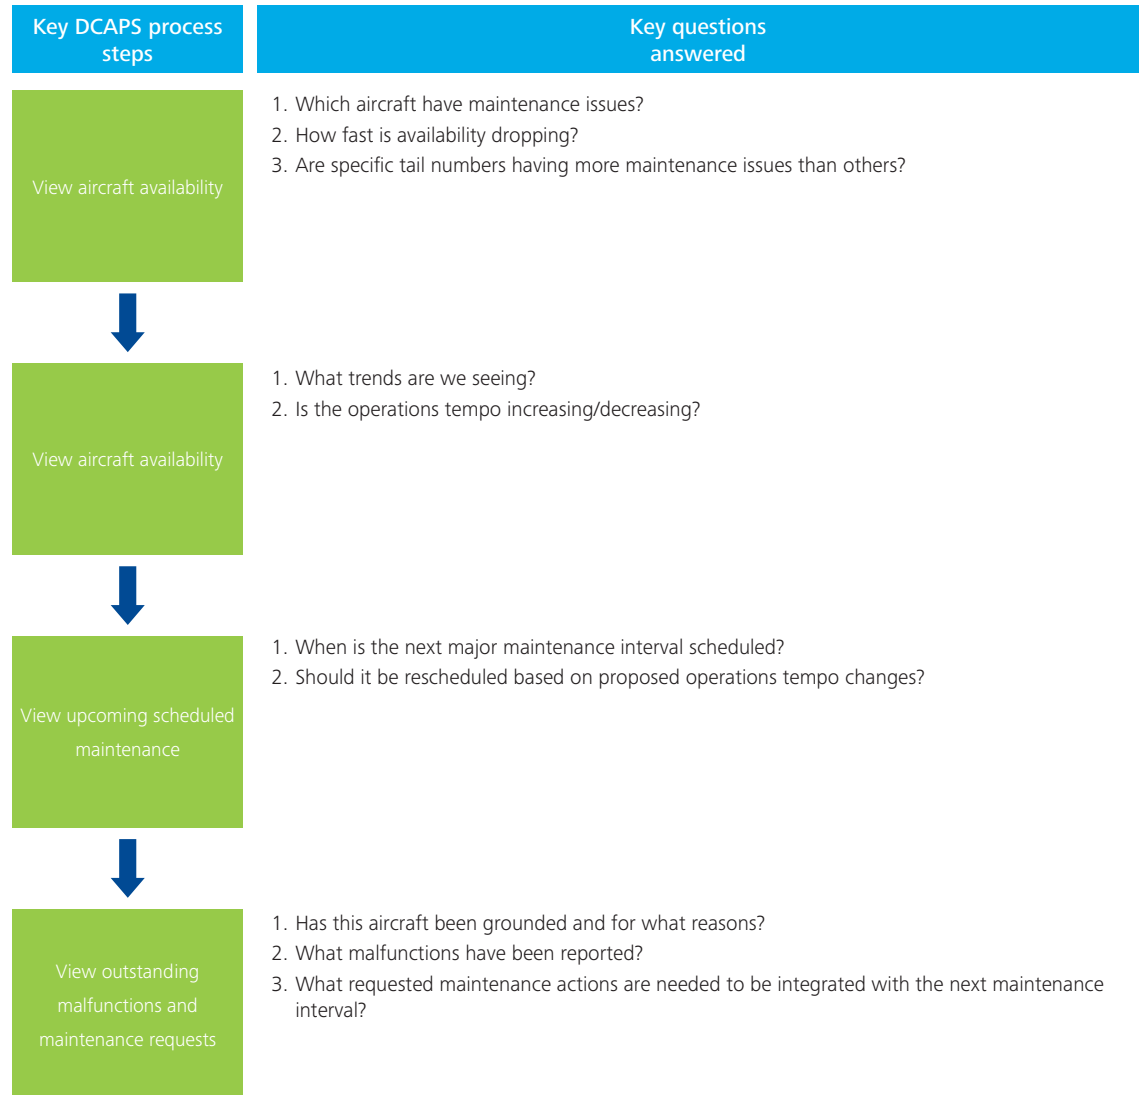 Key DCAPS process
steps
Key questions
answered
View aircraft availability
1. Which aircraft have maintenance issues?
2. How fast is availability dropping?
3. Are specific tail numbers having more maintenance issues than others?
View aircraft availability
1. What trends are we seeing?
2. Is the operations tempo increasing/decreasing?
View upcoming scheduled
maintenance
1. When is the next major maintenance interval scheduled?
2. Should it be rescheduled based on proposed operations tempo changes?
View outstanding
malfunctions and
maintenance requests
1. Has this aircraft been grounded and for what reasons?
2. What malfunctions have been reported?
3. What requested maintenance actions are needed to be integrated with the next maintenance
interval?